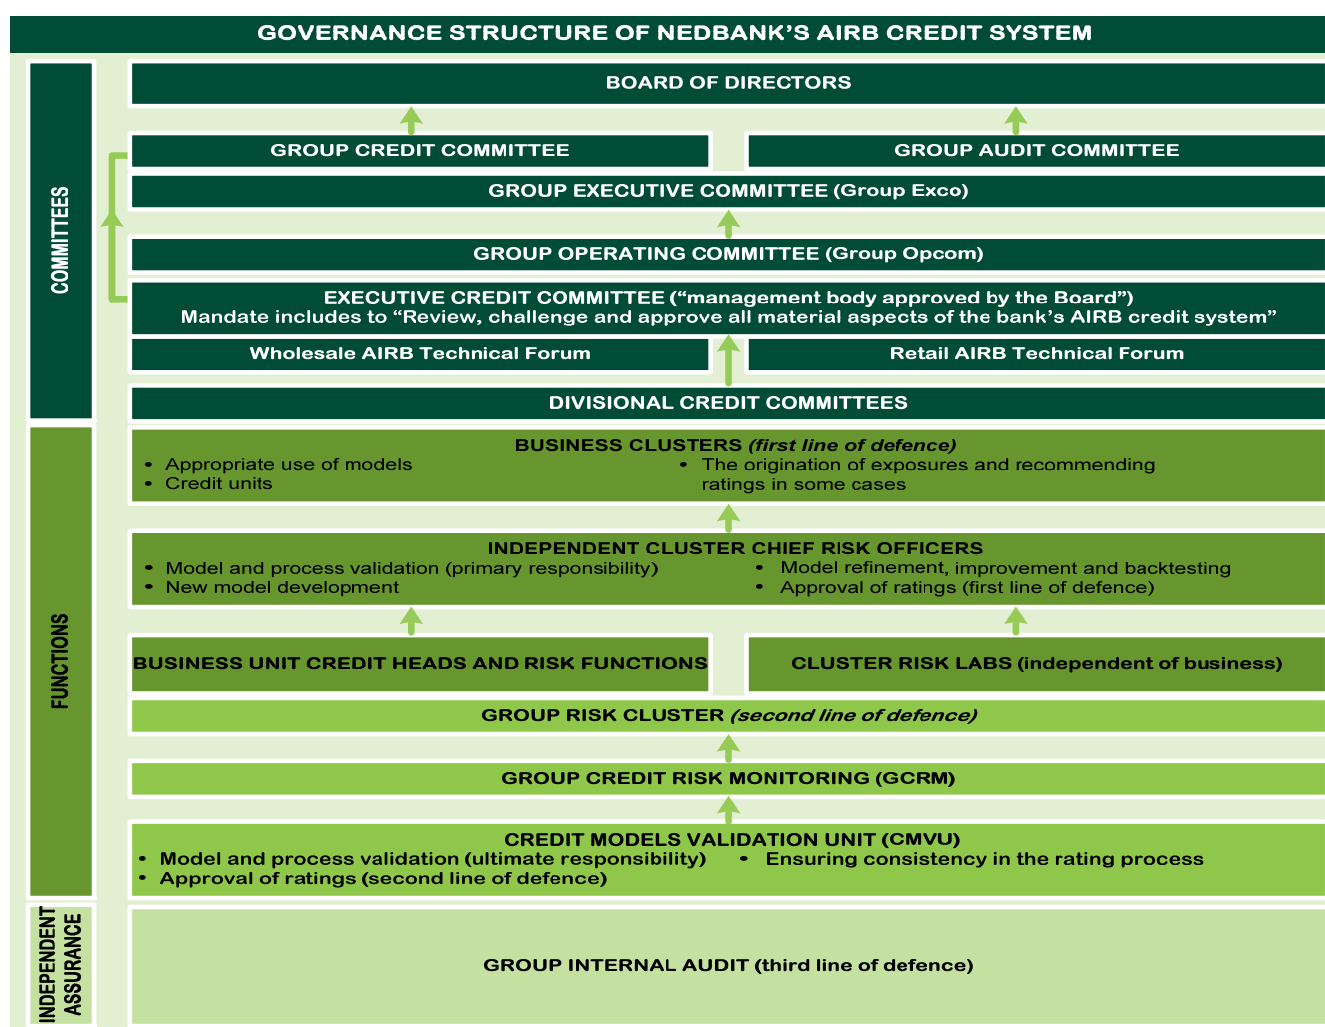 GOVERNANCE STRUCTURE OF NEDBANK'S AIRB CREDIT SYSTEM
COMMITTEES
BOARD OF DIRECTORS
GROUP CREDIT COMMITTEE
GROUP AUDIT COMMITTEE
GROUP EXECUTIVE COMMITTEE (Group Exco)
GROUP OPERATING COMMITTEE (Group Opcom)
EXECUTIVE CREDIT COMMITTEE (“management body approved by the Board”)
Mandate includes to “Review, challenge and approve all material aspects of the bank's AIRB credit system”
Wholesale AIRB Technical Forum
Retail AIRB Technical Forum
DIVISIONAL CREDIT COMMITTEES
FUNCTIONS
BUSINESS CLUSTERS (first line of defence)
• Appropriate use of models
• Credit units
• The origination of exposures and recommending
ratings in some cases
INDEPENDENT CLUSTER CHIEF RISK OFFICERS
• Model and process validation (primary responsibility)
• New model development
• Model refinement, improvement and backtesting
• Approval of ratings (first line of defence)
BUSINESS UNIT CREDIT HEADS AND RISK FUNCTIONS
CLUSTER RISK LABS (independent of business)
GROUP RISK CLUSTER (second line of defence)
GROUP CREDIT RISK MONITORING (GCRM)
CREDIT MODELS VALIDATION UNIT (CMVU)
• Model and process validation (ultimate responsibility)
• Approval of ratings (second line of defence)
• Ensuring consistency in the rating process
INDEPENDENT
ASSURANCE
GROUP INTERNAL AUDIT (third line of defence)